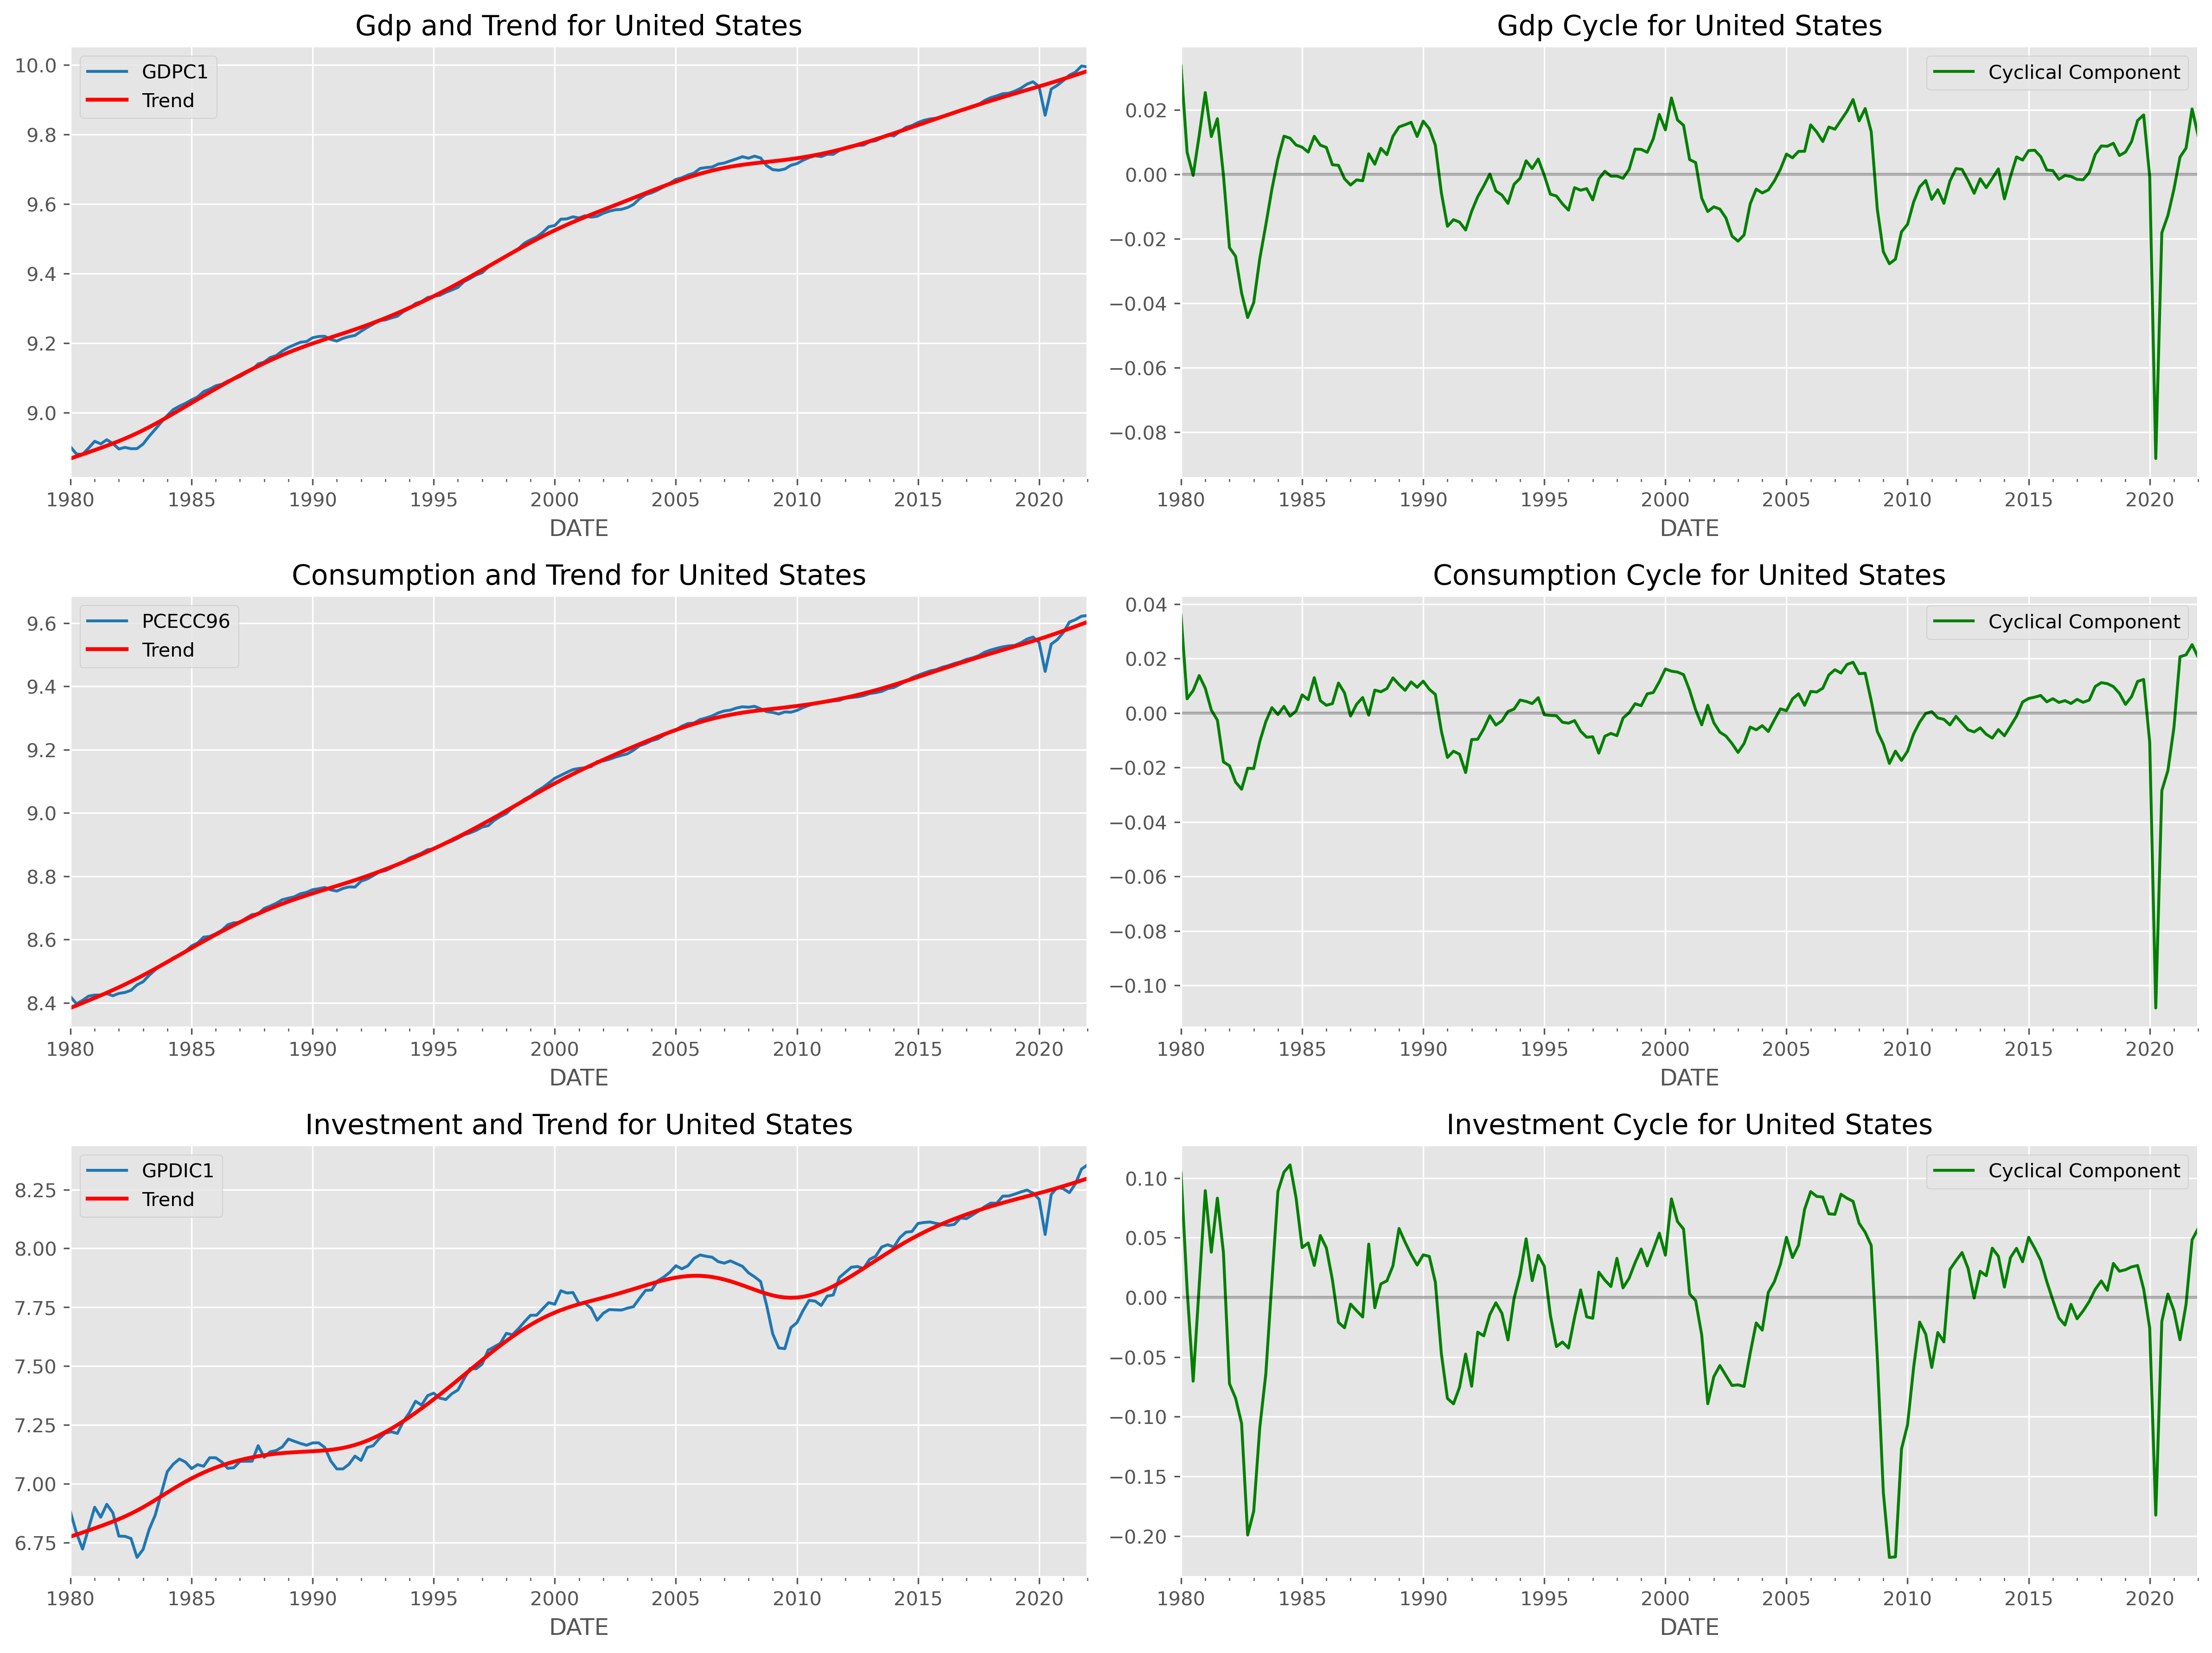 Gdp and Trend for United States
GDPC1
Trend
10.0
9.8
9.6
9.4
9.2
9.0
1980 1985 1990 1995 2000 2005 2010 2015 2020
DATE
Gdp Cycle for United States
Cyclical Component
0.02
0.00
−0.02
−0.04
−0.06
−0.08
1980 1985 1990 1995 2000 2005 2010 2015 2020
DATE
Consumption and Trend for United States
PCECC96
Trend
9.6
9.4
9.2
9.0
8.8
8.6
8.4
1980 1985 1990 1995 2000 2005 2010 2015 2020
DATE
Consumption Cycle for United States
Cyclical Component
0.04
0.02
0.00
−0.02
−0.04
−0.06
−0.08
−0.10
1980 1985 1990 1995 2000 2005 2010 2015 2020
DATE
Investment and Trend for United States
GPDIC1
Trend
8.25
8.00
7.75
7.50
7.25
7.00
6.75
1980 1985 1990 1995 2000 2005 2010 2015 2020
DATE
Investment Cycle for United States
Cyclical Component
0.10
0.05
0.00
−0.05
−0.10
−0.15
−0.20
1980 1985 1990 1995 2000 2005 2010 2015 2020
DATE